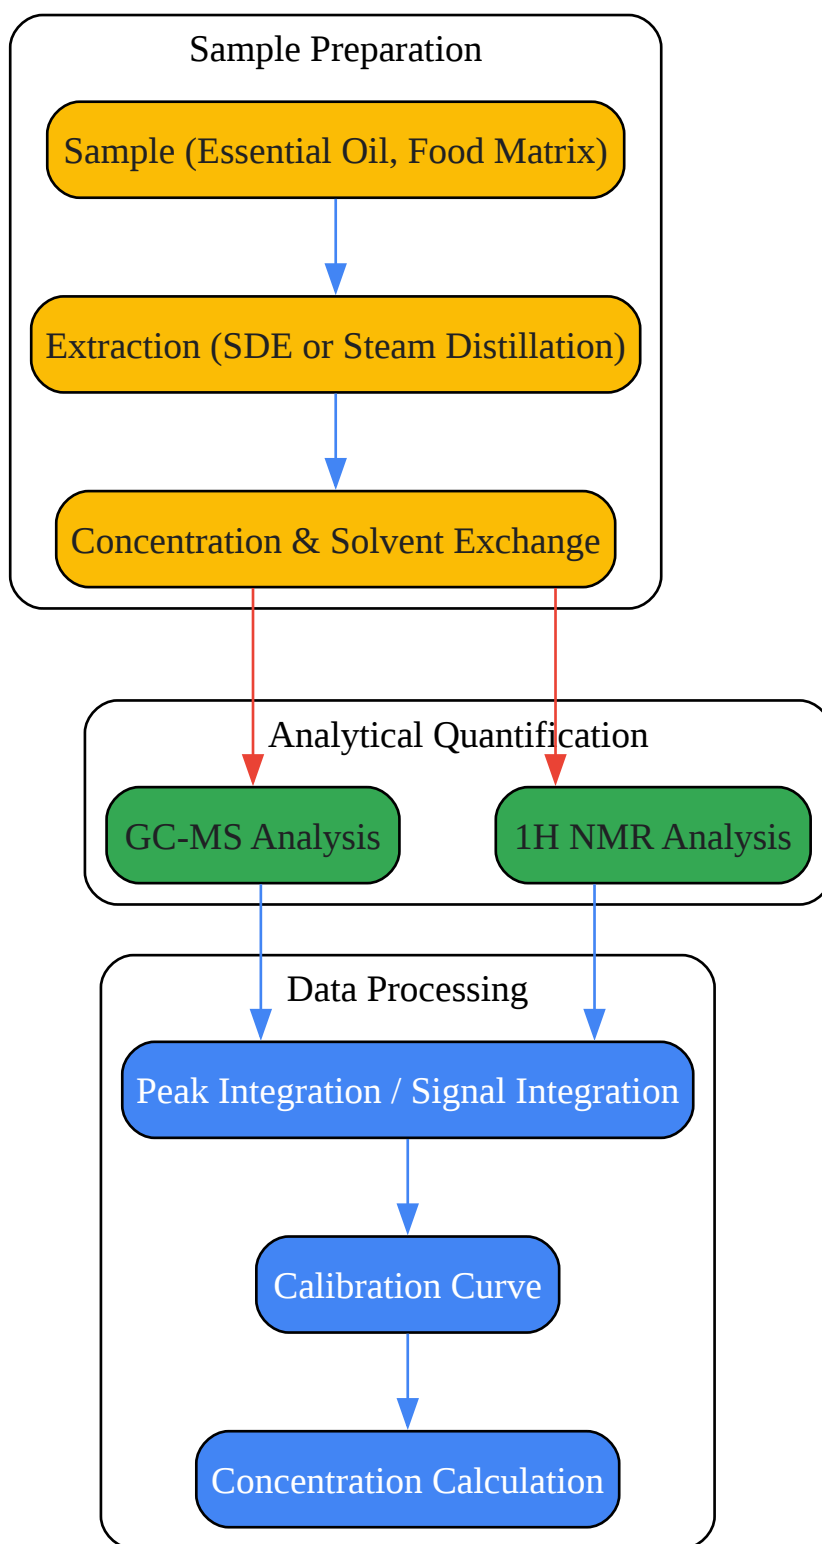 Sample Preparation
Sample (Essential Oil, Food Matrix)
Extraction (SDE or Steam Distillation)
Concentration & Solvent Exchange
Analytical Quantification
GC-MS Analysis
1H NMR Analysis
Data Processing
Peak Integration / Signal Integration
Calibration Curve
Concentration Calculation